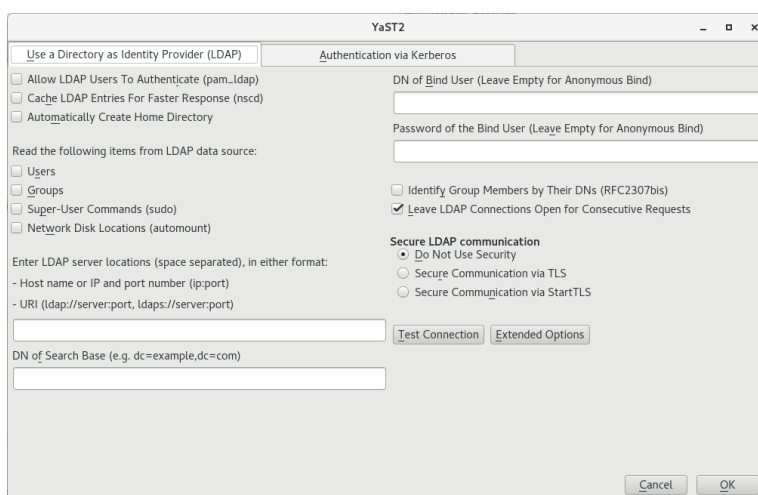 YaST2
Use a Directory as Identity Provider (LDAP)
Authentication via Kerberos
Allow LDAP Users To Authenticate (pam_ldap)
Cache LDAP Entries For Faster Response (nscd)
Automatically Create Home Directory
Read the following items from LDAP data source:
Users
Groups
Super-User Commands (sudo)
Network Disk Locations (automount)
Enter LDAP server locations (space separated), in either format:
- Host name or IP and port number (ip:port)
- URI (ldap://server:port, ldaps://server:port)
DN of Search Base (e.g. dc=example,dc=com)
DN of Bind User (Leave Empty for Anonymous Bind)
Password of the Bind User (Leave Empty for Anonymous Bind)
Identify Group Members by Their DNs (RFC2307bis)
Leave LDAP Connections Open for Consecutive Requests
Secure LDAP communication
Do Not Use Security
Secure Communication via TLS
Secure Communication via StartTLS
Test Connection
Extended Options
Cancel
OK